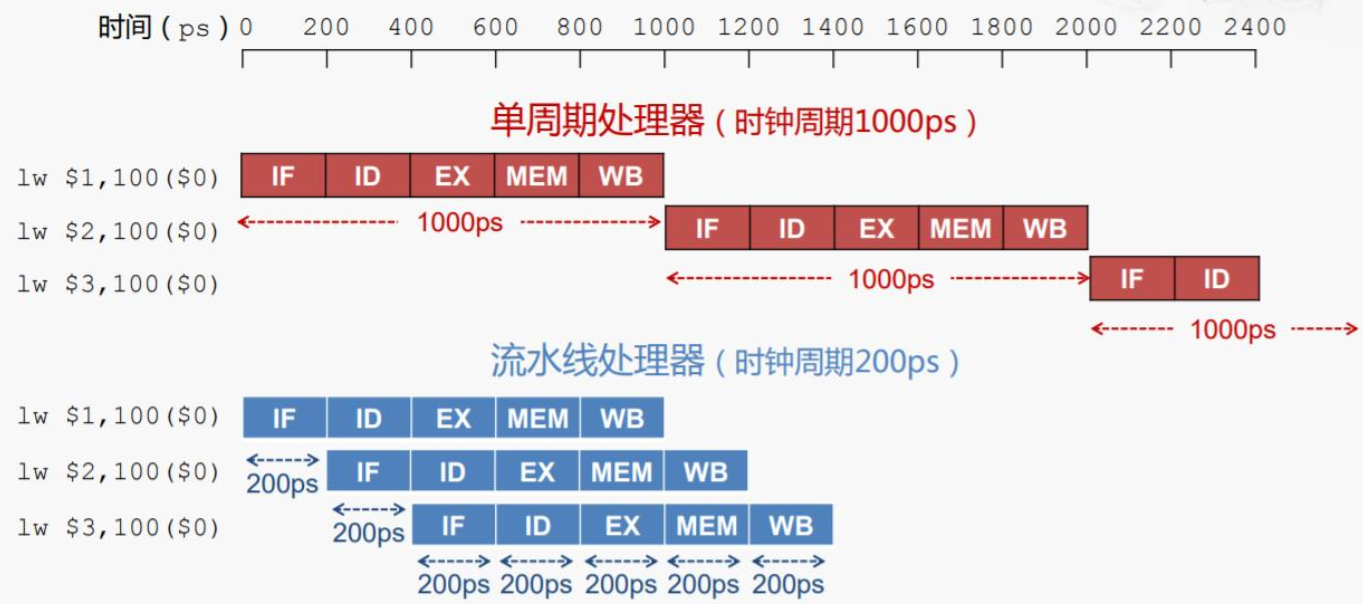 时间（ps） 0 200 400 600 800 1000 1200 1400 1600 1800 2000 2200 2400
单周期处理器（时钟周期1000ps）
lw $1,100($0) IF ID EX MEM WB
1000ps
lw $2,100($0) IF ID EX MEM WB
lw $3,100($0) 1000ps IF ID
1000ps
流水线处理器（时钟周期200ps）
lw $1,100($0) IF ID EX MEM WB
lw $2,100($0) 200ps IF ID EX MEM WB
lw $3,100($0) 200ps IF ID EX MEM WB
200ps 200ps 200ps 200ps 200ps